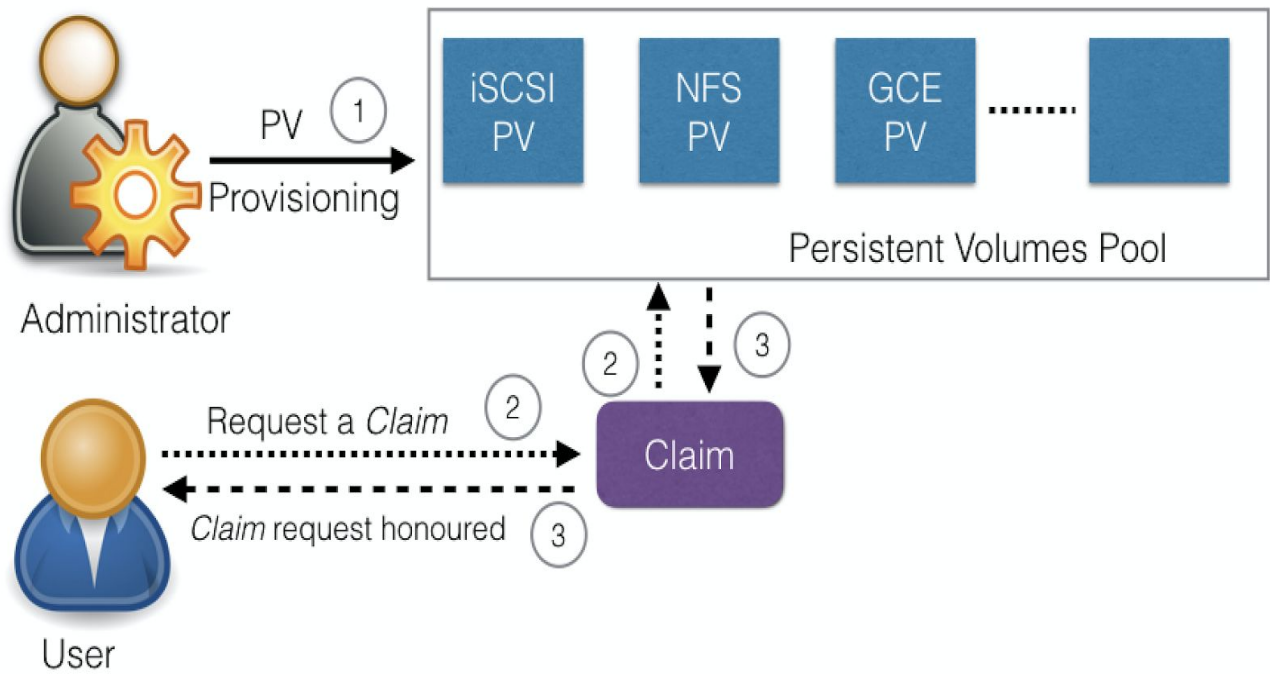 PV
1
Provisioning
Administrator
iSCSI
PV
NFS
PV
GCE
PV
Persistent Volumes Pool
2
3
Request a Claim
2
Claim
Claim request honoured
3
User